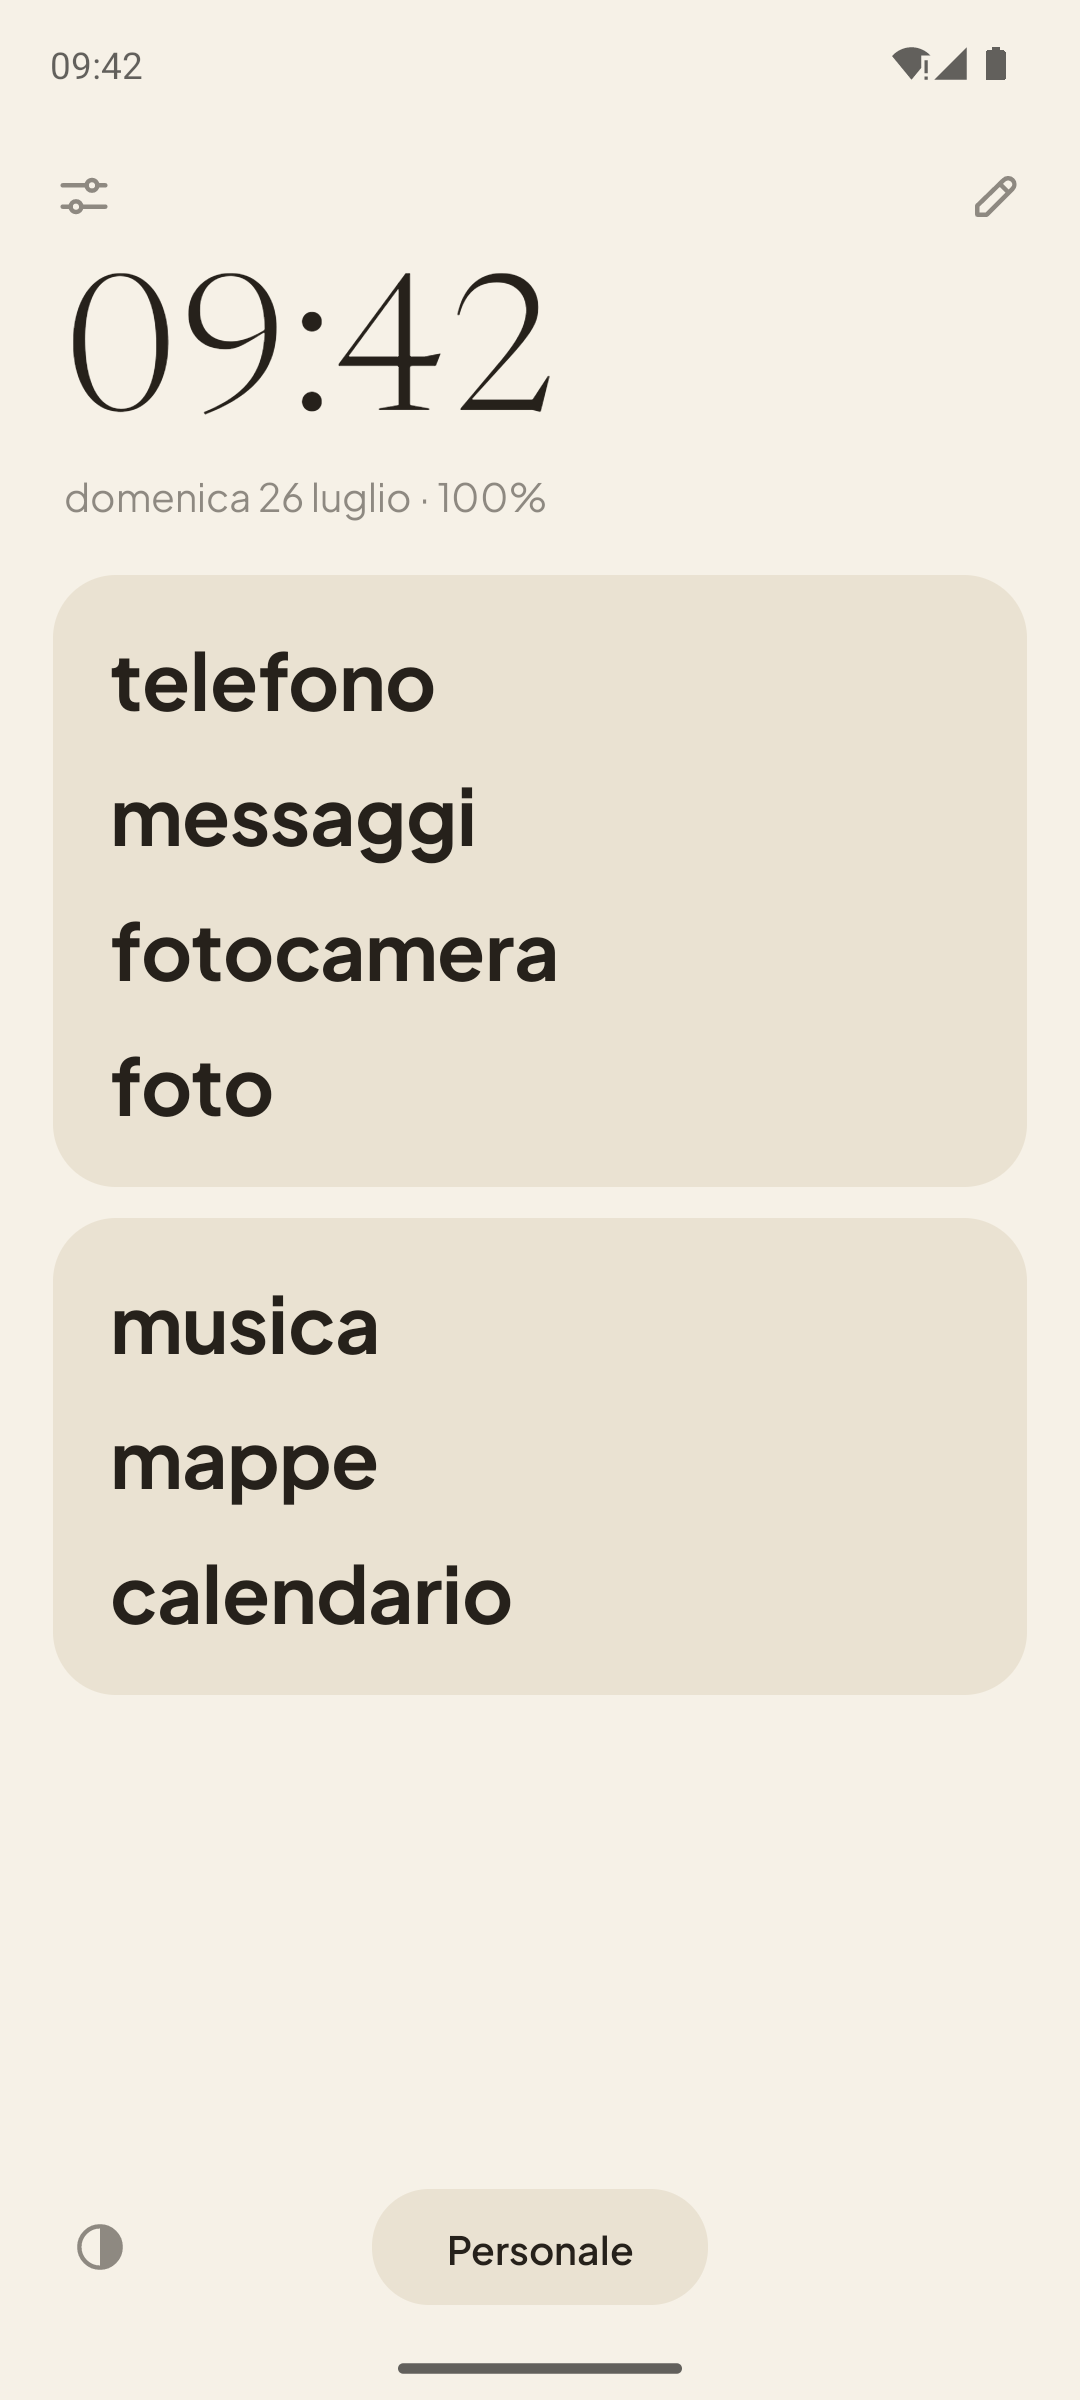 09:42
09:42
domenica 26 luglio · 100%
telefono
messaggi
fotocamera
foto
musica
mappe
calendario
Personale